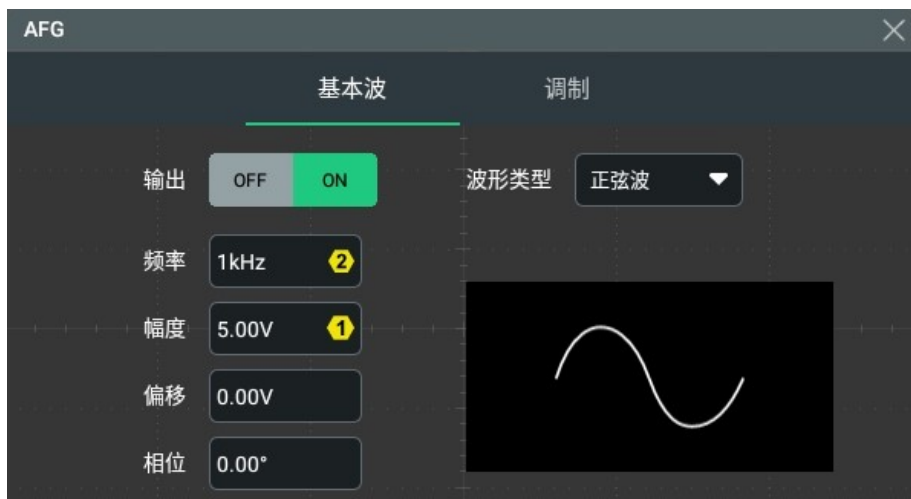 AFG
基本波 调制
输出 OFF ON 波形类型 正弦波
频率 1kHz 2
幅度 5.00V 1
偏移 0.00V
相位 0.00°